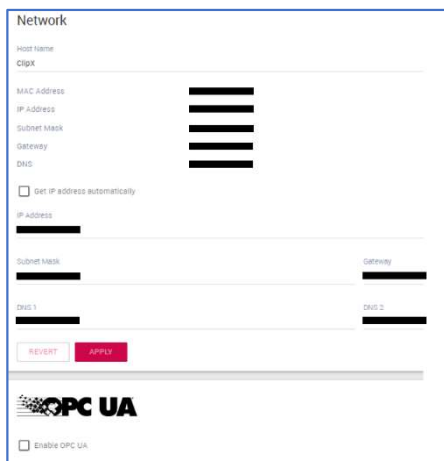 Network
Host Name
ClipX
MAC Address
IP Address
Subnet Mask
Gateway
DNS
Get IP address automatically
IP Address
Subnet Mask Gateway
DNS 1 DNS 2
REVERT APPLY
OPC UA
Enable OPC UA